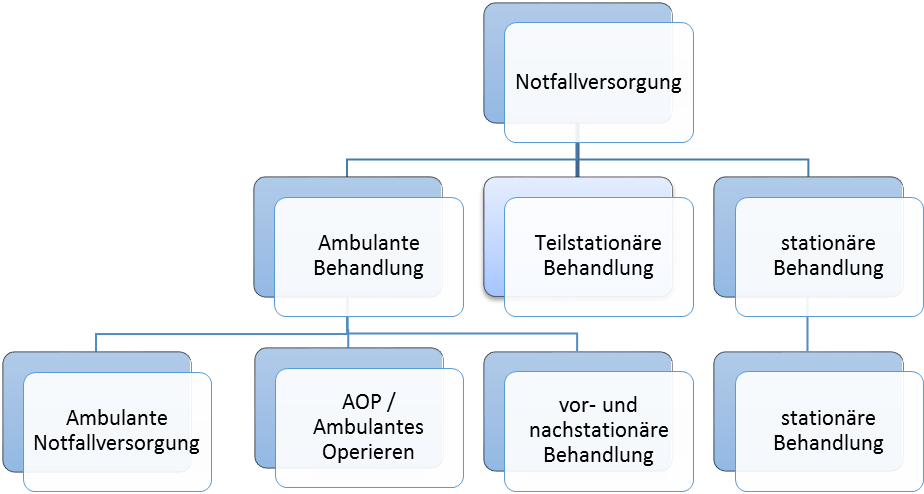 Notfallversorgung
Ambulante
Behandlung
Teilstationäre
Behandlung
stationäre
Behandlung
Ambulante
Notfallversorgung
AOP /
Ambulantes
Operieren
vor- und
nachstationäre
Behandlung
stationäre
Behandlung